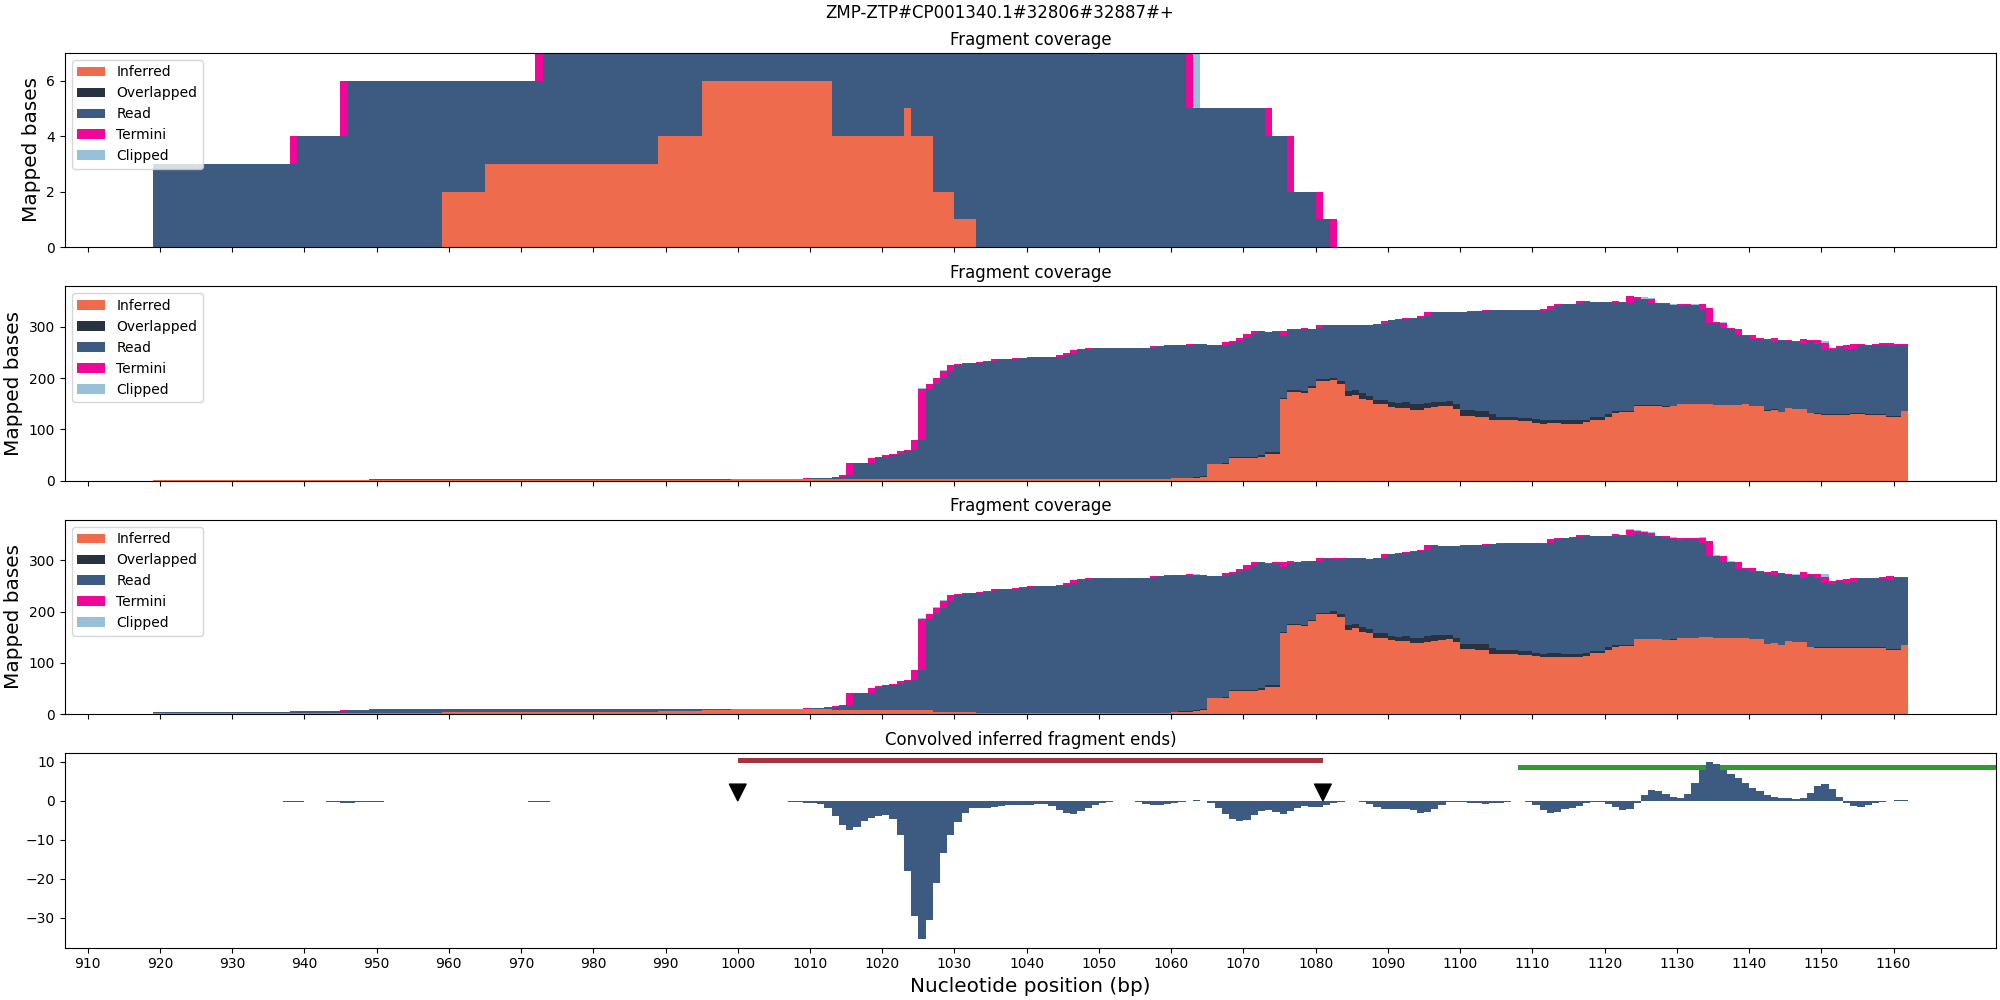 ZMP-ZTP#CP001340.1#32806#32887#+
Fragment coverage
Mapped bases
6
4
2
0
Inferred
Overlapped
Read
Termini
Clipped
Fragment coverage
Mapped bases
300
200
100
0
Inferred
Overlapped
Read
Termini
Clipped
Fragment coverage
Mapped bases
300
200
100
0
Inferred
Overlapped
Read
Termini
Clipped
Convolved inferred fragment ends)
10
0
−10
−20
−30
910 920 930 940 950 960 970 980 990 1000 1010 1020 1030 1040 1050 1060 1070 1080 1090 1100 1110 1120 1130 1140 1150 1160
Nucleotide position (bp)